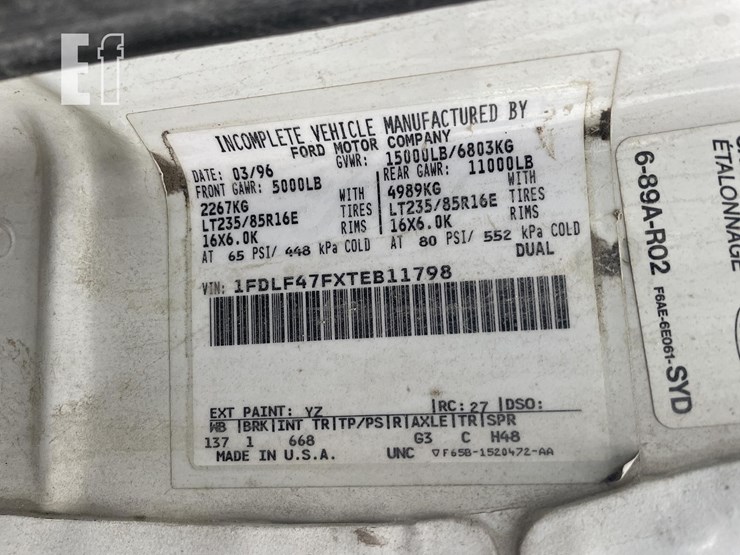 Ef
INCOMPLETE VEHICLE MANUFACTURED BY
FORD MOTOR COMPANY
DATE: 03/96 GVWR: 15000LB/6803KG
FRONT GAWR: 5000LB REAR GAWR: 11000LB
2267KG WITH 4989KG WITH
LT235/85R16E TIRES LT235/85R16E TIRES
16X6.0K RIMS 16X6.0K RIMS
AT 65 PSI/ 448 kPa COLD AT 80 PSI/ 552 kPa COLD
DUAL
VIN: 1FDLF47FXTEB11798
EXT PAINT: YZ RC: 27 DSO:
WB BRK INT TR TP/PS R AXLE TR SPR
137 1 668 G3 C H48
MADE IN U.S.A. UNC ▽F65B-1520472-AA
6-89A-R02
F6AE-6E061-SYD
ÉTALONNAGE